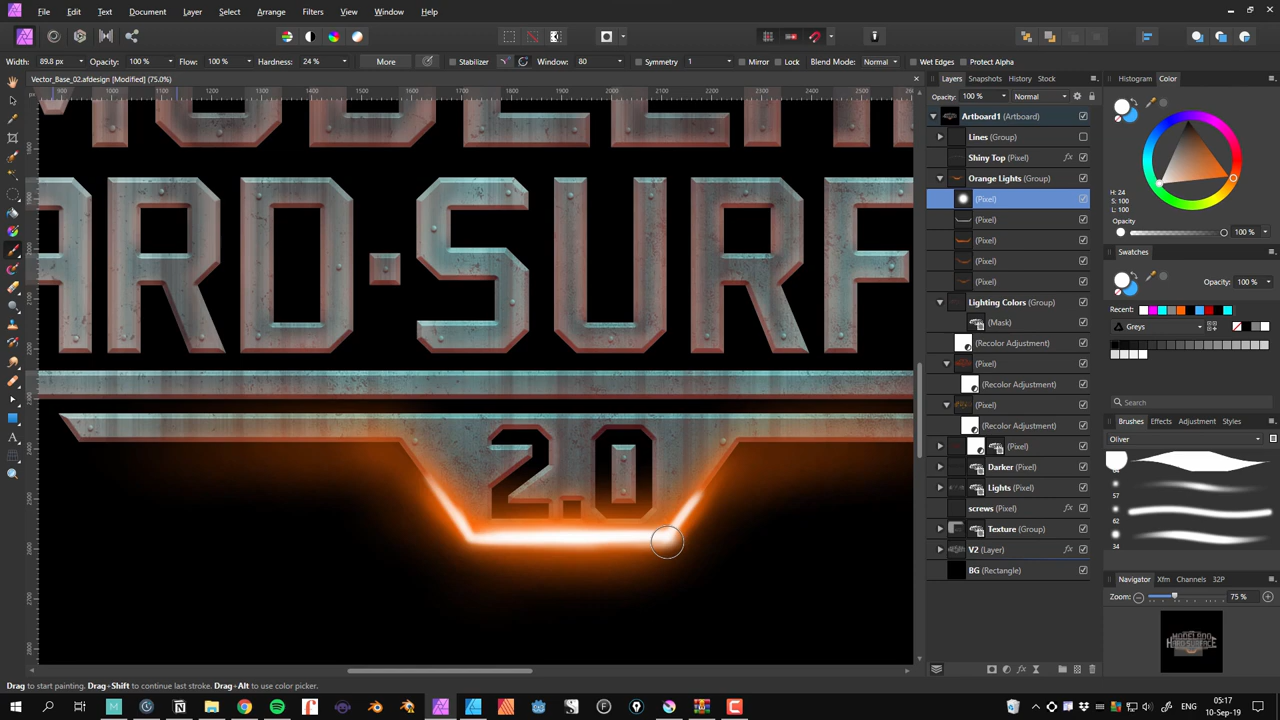 File Edit Text Document Layer Select Arrange Filters View Window Help
Width: 89.8 px Opacity: 100 % Flow: 100 % Hardness: 24 % More Stabilizer Window: 80 Symmetry 1 Mirror Lock Blend Mode: Normal Wet Edges Protect Alpha
Vector_Base_02.afdesign [Modified] (75.0%)
ARD-SURF
2.0
Layers Snapshots History Stock
Opacity: 100 % Normal
Artboard1 (Artboard)
Lines (Group)
Shiny Top (Pixel)
Orange Lights (Group)
(Pixel)
(Pixel)
(Pixel)
(Pixel)
(Pixel)
Lighting Colors (Group)
(Mask)
(Recolor Adjustment)
(Pixel)
(Recolor Adjustment)
(Pixel)
(Recolor Adjustment)
(Pixel)
Darker (Pixel)
Lights (Pixel)
screws (Pixel)
Texture (Group)
V2 (Layer)
BG (Rectangle)
Histogram Color
H: 24
S: 100
L: 100
Opacity
100 %
Swatches
Opacity: 100 %
Recent:
Greys
Search
Brushes Effects Adjustment Styles
Oliver
64
57
62
34
Navigator Xfm Channels 32P
Zoom: 75 %
Drag to start painting. Drag+Shift to continue last stroke. Drag+Alt to use color picker.
ENG
05:17
10-Sep-19